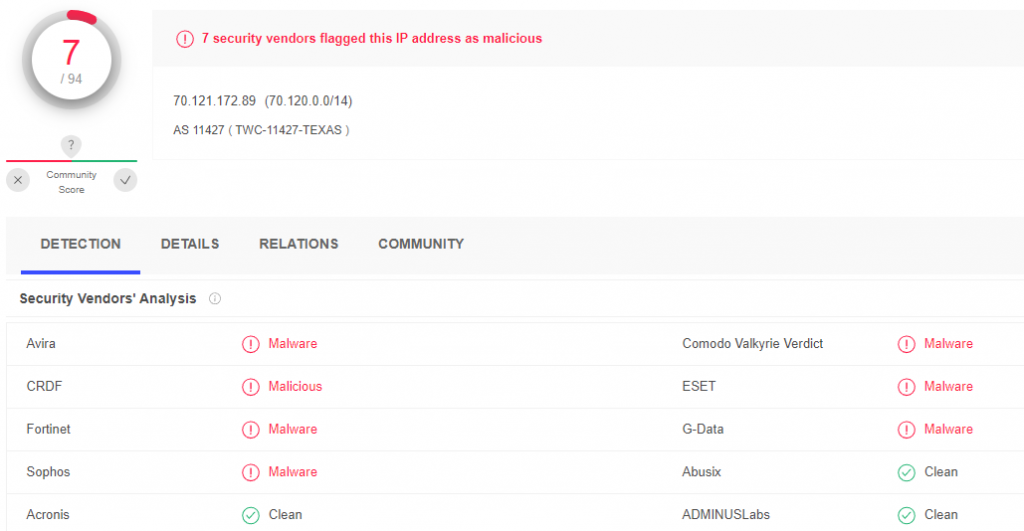 7
/ 94
7 security vendors flagged this IP address as malicious
70.121.172.89 (70.120.0.0/14)
AS 11427 ( TWC-11427-TEXAS )
?
Community
Score
DETECTION DETAILS RELATIONS COMMUNITY
Security Vendors' Analysis
Avira Malware Comodo Valkyrie Verdict Malware
CRDF Malicious ESET Malware
Fortinet Malware G-Data Malware
Sophos Malware Abusix Clean
Acronis Clean ADMINUSLabs Clean